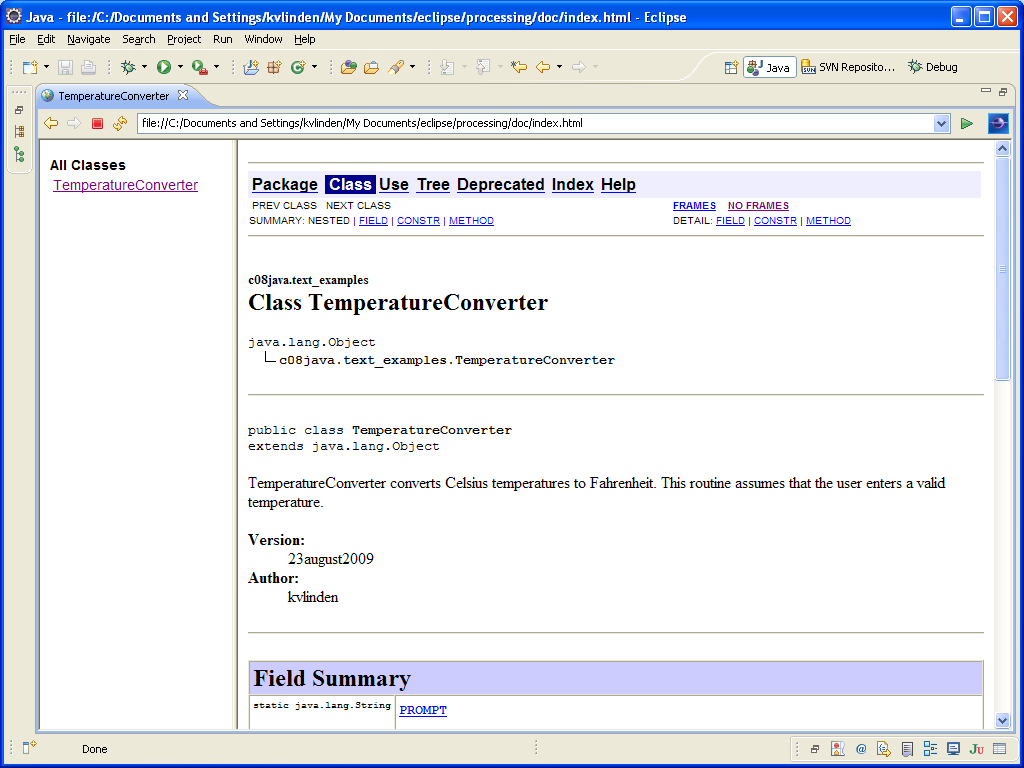 Java - file:/C:/Documents and Settings/kvlinden/My Documents/eclipse/processing/doc/index.html - Eclipse
File Edit Navigate Search Project Run Window Help
Java SVN Reposito... Debug
TemperatureConverter
file://C:/Documents and Settings/kvlinden/My Documents/eclipse/processing/doc/index.html
All Classes
TemperatureConverter
Package Class Use Tree Deprecated Index Help
PREV CLASS NEXT CLASS FRAMES NO FRAMES
SUMMARY: NESTED | FIELD | CONSTR | METHOD DETAIL: FIELD | CONSTR | METHOD
c08java.text_examples
Class TemperatureConverter
java.lang.Object
c08java.text_examples.TemperatureConverter
public class TemperatureConverter
extends java.lang.Object
TemperatureConverter converts Celsius temperatures to Fahrenheit. This routine assumes that the user enters a valid
temperature.
Version:
23august2009
Author:
kvlinden
Field Summary
static java.lang.String PROMPT
Done @ JU